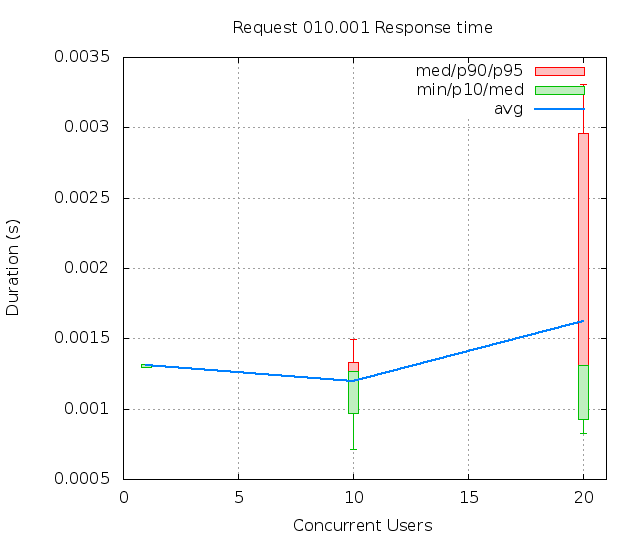 Request 010.001 Response time
0.0035
0.003
0.0025
0.002
0.0015
0.001
0.0005
Duration (s)
med/p90/p95
min/p10/med
avg
0 5 10 15 20
Concurrent Users